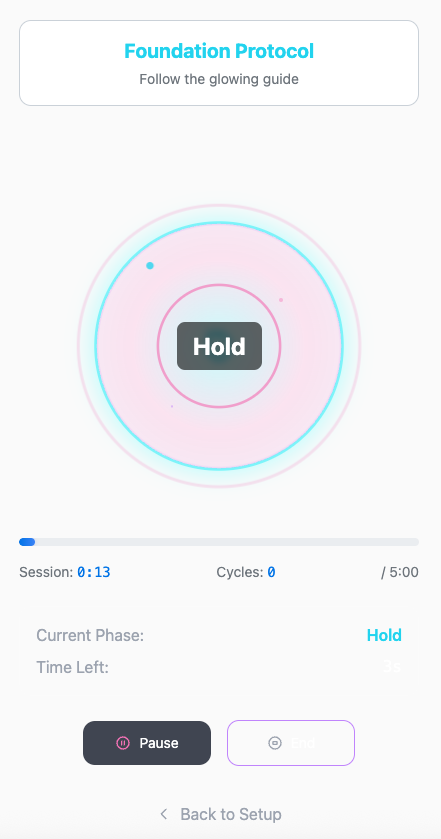 Foundation Protocol
Follow the glowing guide
Hold
Session: 0:13 Cycles: 0 / 5:00
Current Phase: Hold
Time Left: 3s
Pause End
Back to Setup